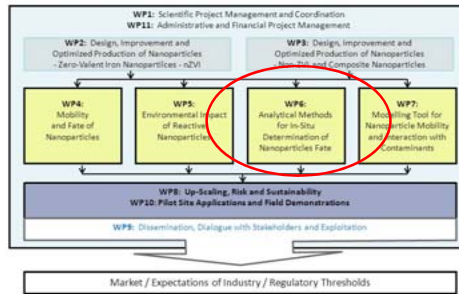 WP1: Scientific Project Management and Coordination
WP11: Administrative and Financial Project Management
WP2: Design, Improvement and
Optimized Production of Nanoparticles
- Zero-Valent Iron Nanopartilces - nZVI
WP3: Design, Improvement and
Optimized Production of Nanoparticles
- Non-ZVI and Composite Nanoparticles
WP4:
Mobility
and Fate of
Nanoparticles
WP5:
Environmental Impact
of Reactive
Nanoparticles
WP6:
Analytical Methods
for In-Situ
Determination of
Nanoparticles Fate
WP7:
Modelling Tool for
Nanoparticle Mobility
and Interaction with
Contaminants
WP8: Up-Scaling, Risk and Sustainability
WP10: Pilot Site Applications and Field Demonstrations
WP9: Dissemination, Dialogue with Stakeholders and Exploitation
Market / Expectations of Industry / Regulatory Thresholds